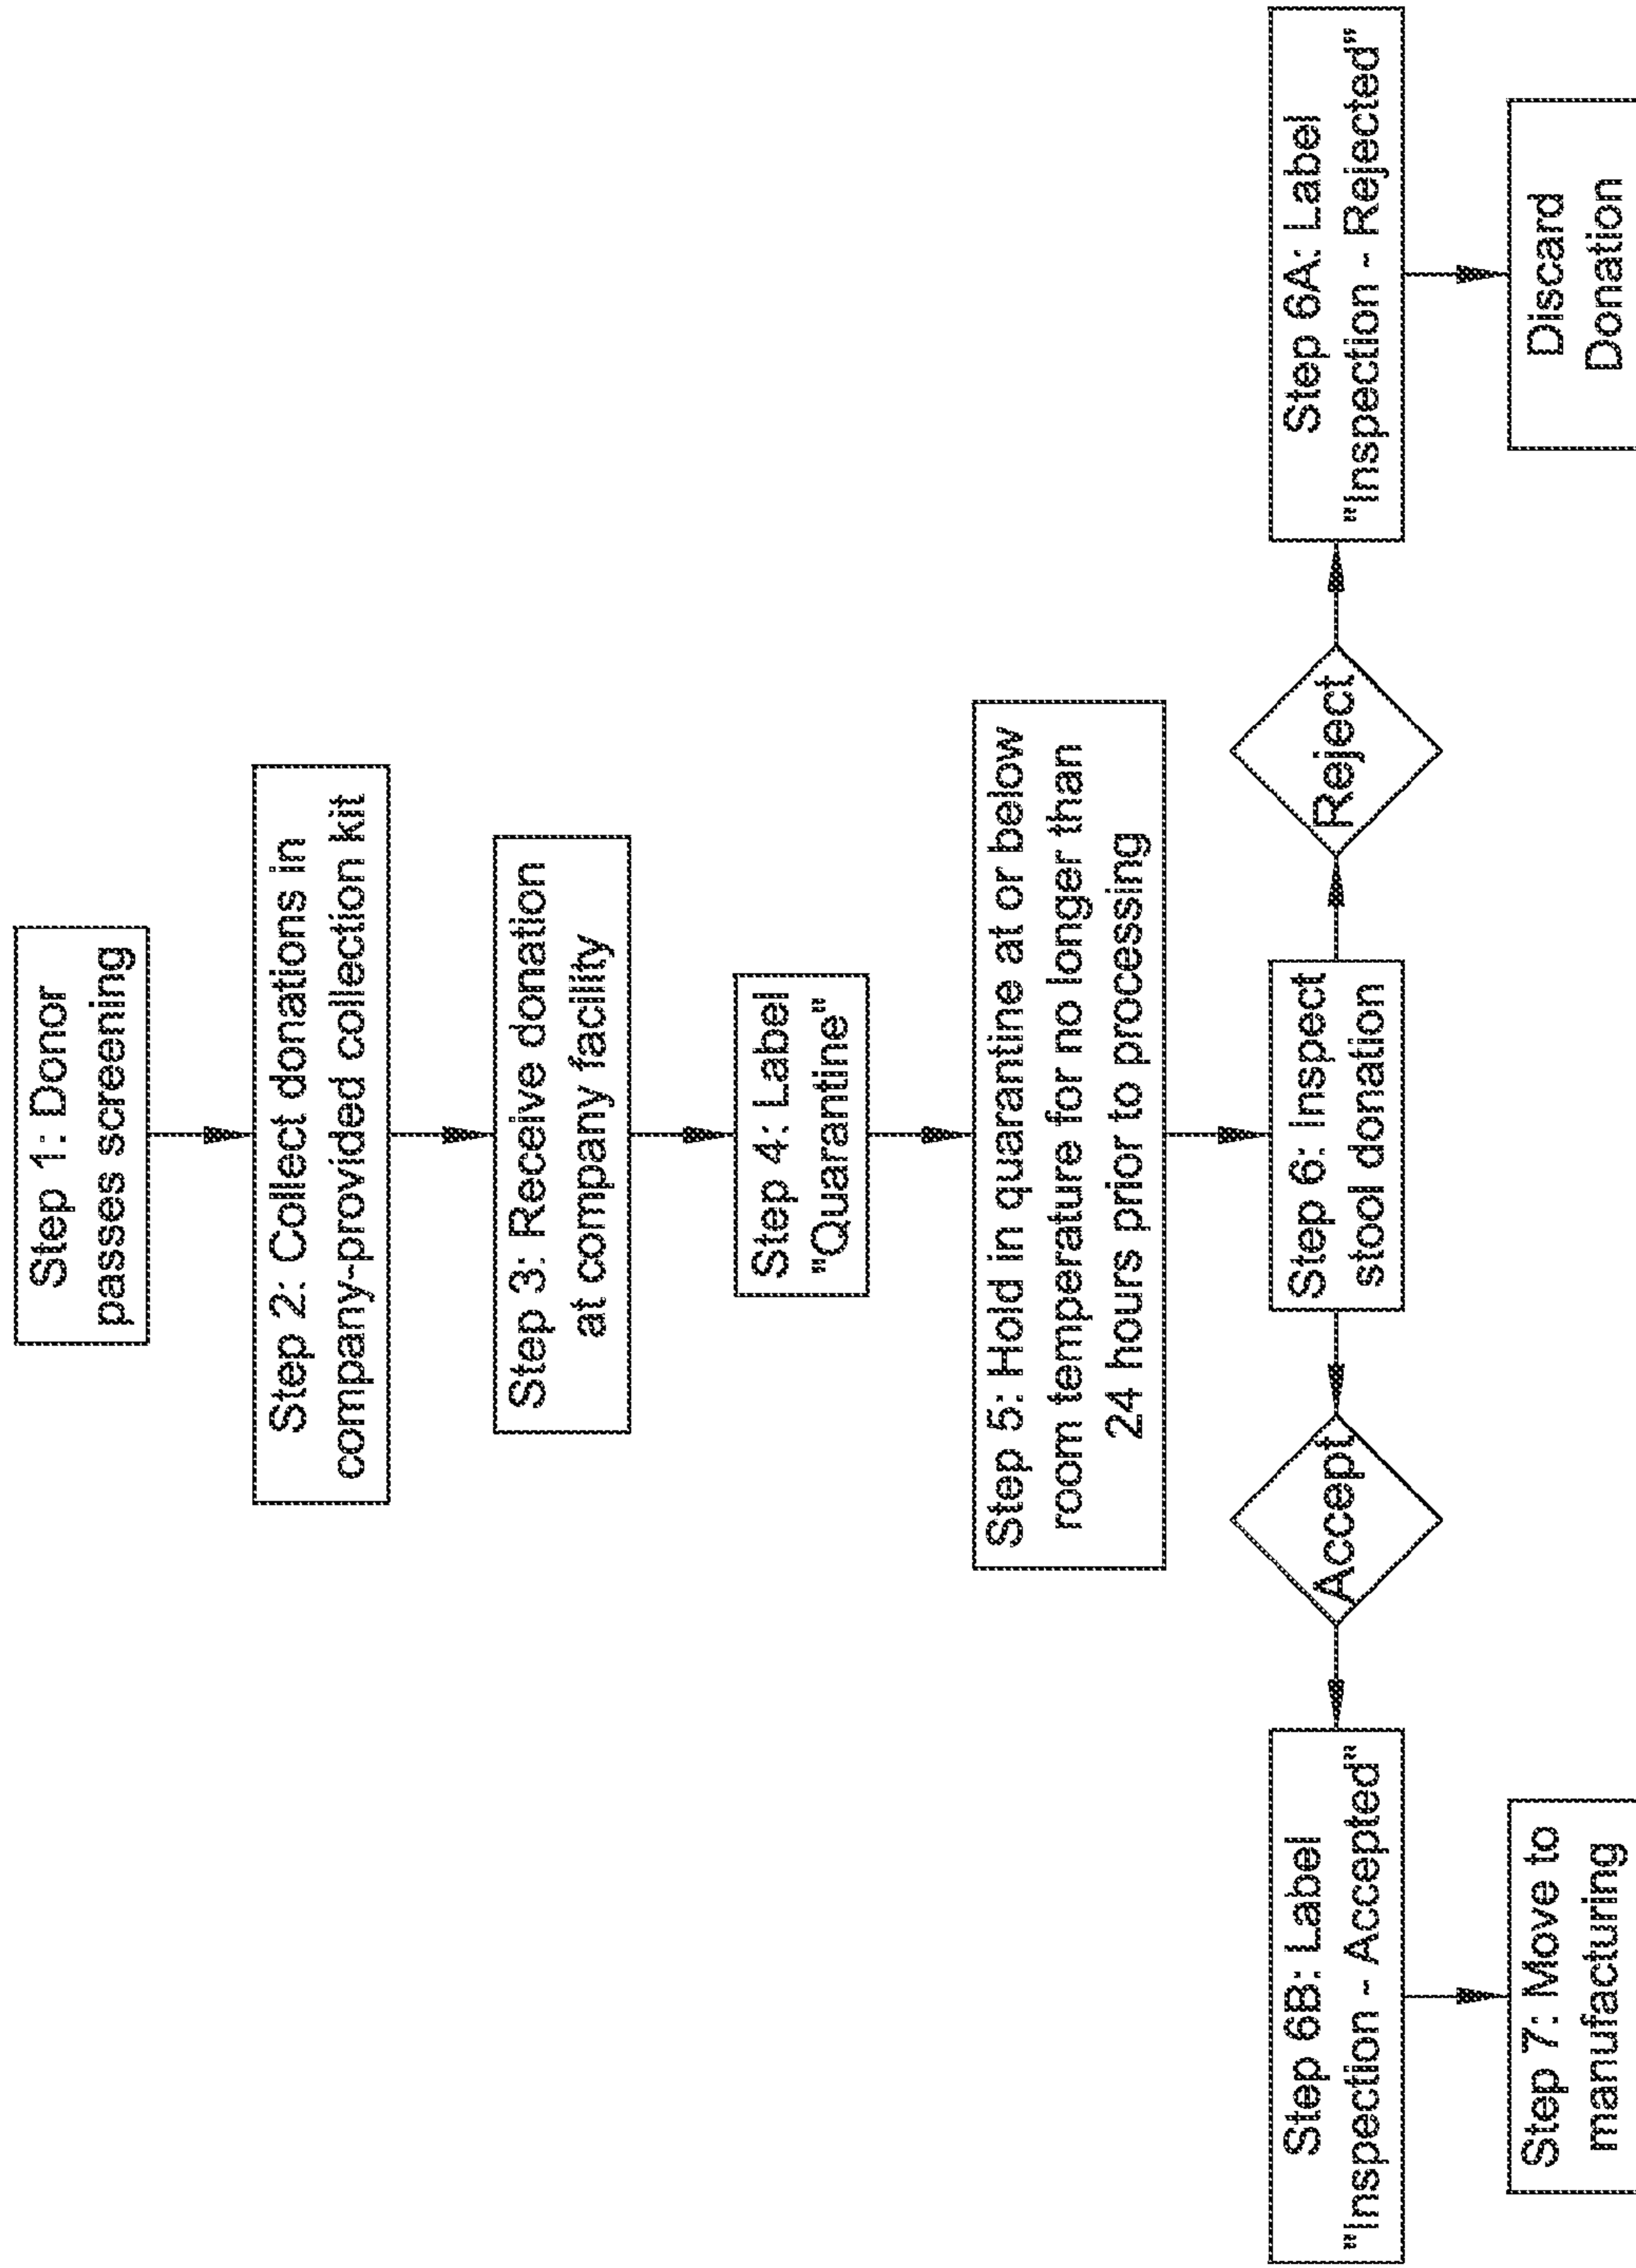 Step 1: Donor
passes screening
Step 2: Collect donations in
company-provided collection kit
Step 3: Receive donation
at company facility
Step 4: Label
"Quarantine"
Step 5: Hold in quarantine at or below
room temperature for no longer than
24 hours prior to processing
Step 6: Inspect
stool donation
Accept
Reject
Step 6B: Label
"Inspection - Accepted"
Step 6A: Label
"Inspection - Rejected"
Step 7: Move to
manufacturing
Discard
Donation